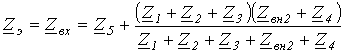 Z_э = Z_вх = Z_5 + ((Z_1 + Z_2 + Z_3)(Z_вн2 + Z_4)) / (Z_1 + Z_2 + Z_3 + Z_вн2 + Z_4)